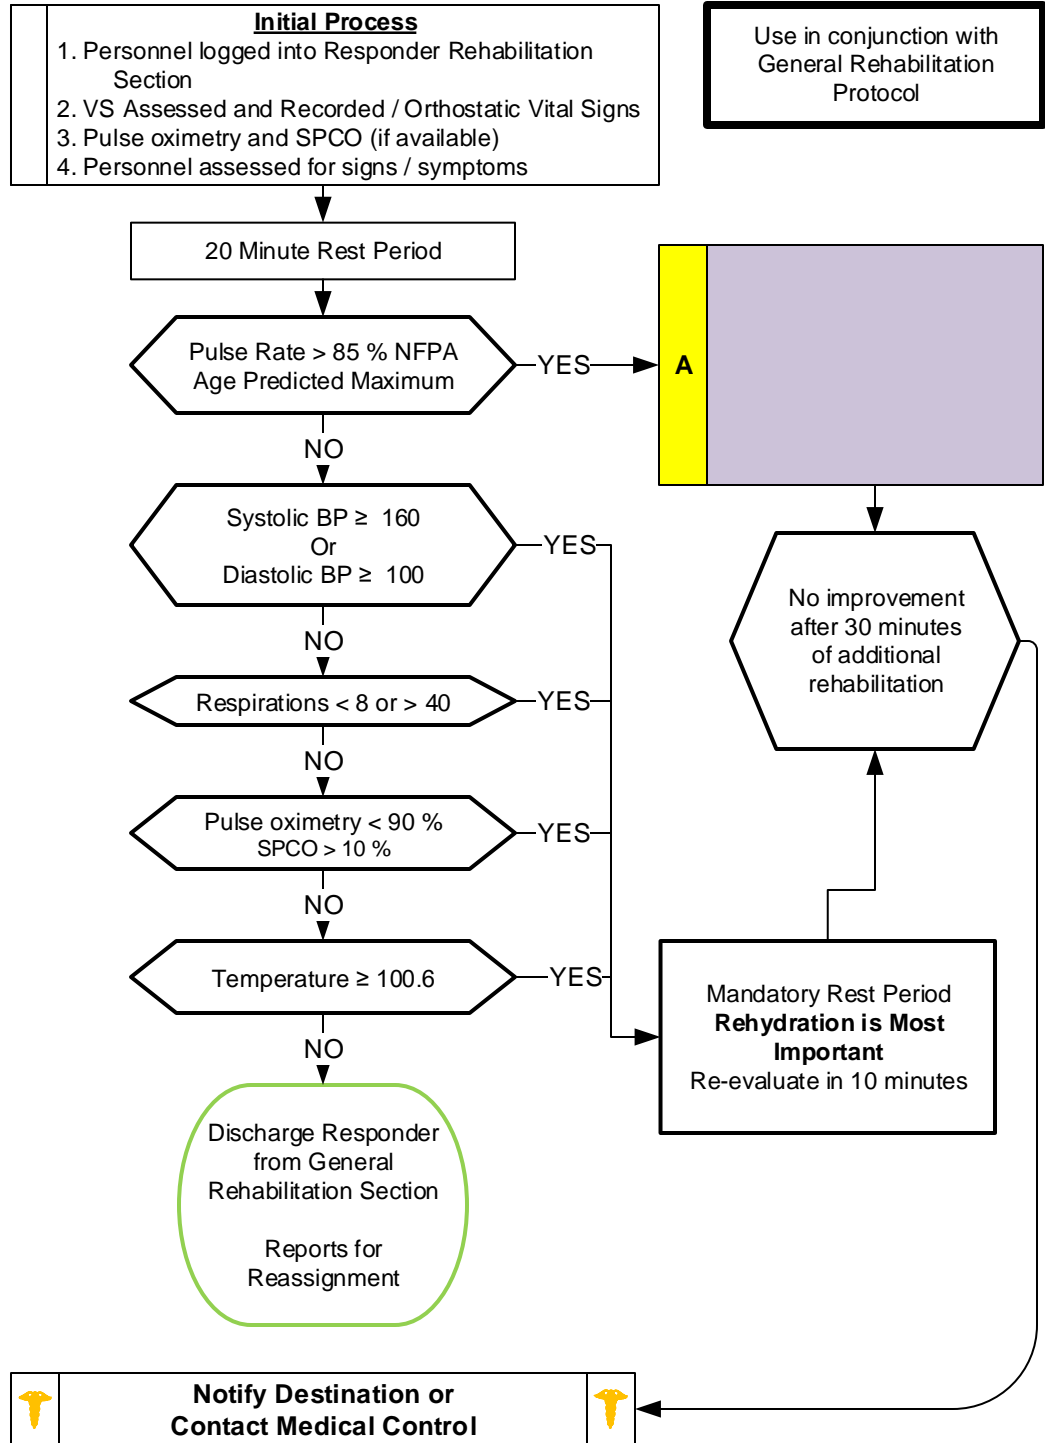 Initial Process
1. Personnel logged into Responder Rehabilitation
Section
2. VS Assessed and Recorded / Orthostatic Vital Signs
3. Pulse oximetry and SPCO (if available)
4. Personnel assessed for signs / symptoms
Use in conjunction with
General Rehabilitation
Protocol
20 Minute Rest Period
Pulse Rate > 85 % NFPA
Age Predicted Maximum
YES
A
NO
Systolic BP ≥ 160
Or
Diastolic BP ≥ 100
YES
No improvement
after 30 minutes
of additional
rehabilitation
NO
Respirations < 8 or > 40
YES
NO
Pulse oximetry < 90 %
SPCO > 10 %
YES
NO
Temperature ≥ 100.6
YES
Mandatory Rest Period
Rehydration is Most
Important
Re-evaluate in 10 minutes
NO
Discharge Responder
from General
Rehabilitation Section
Reports for
Reassignment
Notify Destination or
Contact Medical Control